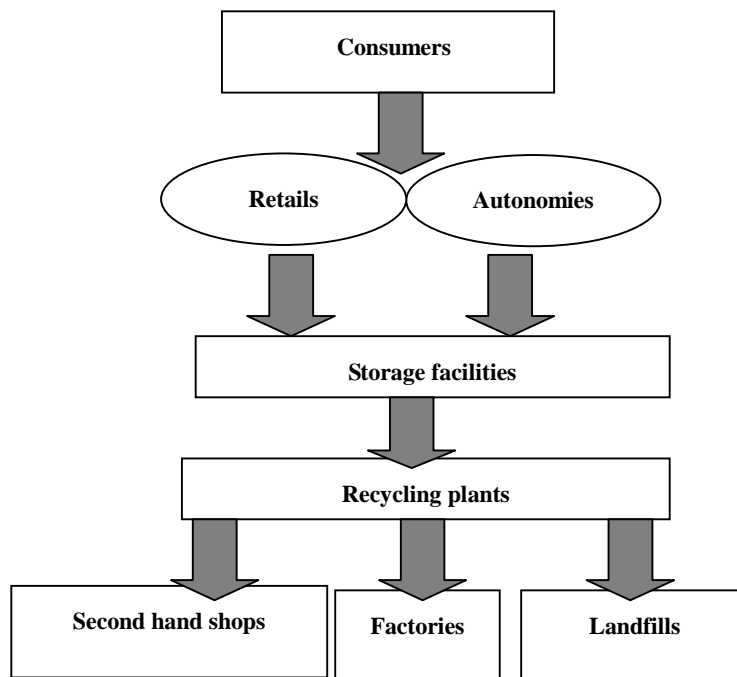 Consumers
Retails
Autonomies
Storage facilities
Recycling plants
Second hand shops
Factories
Landfills